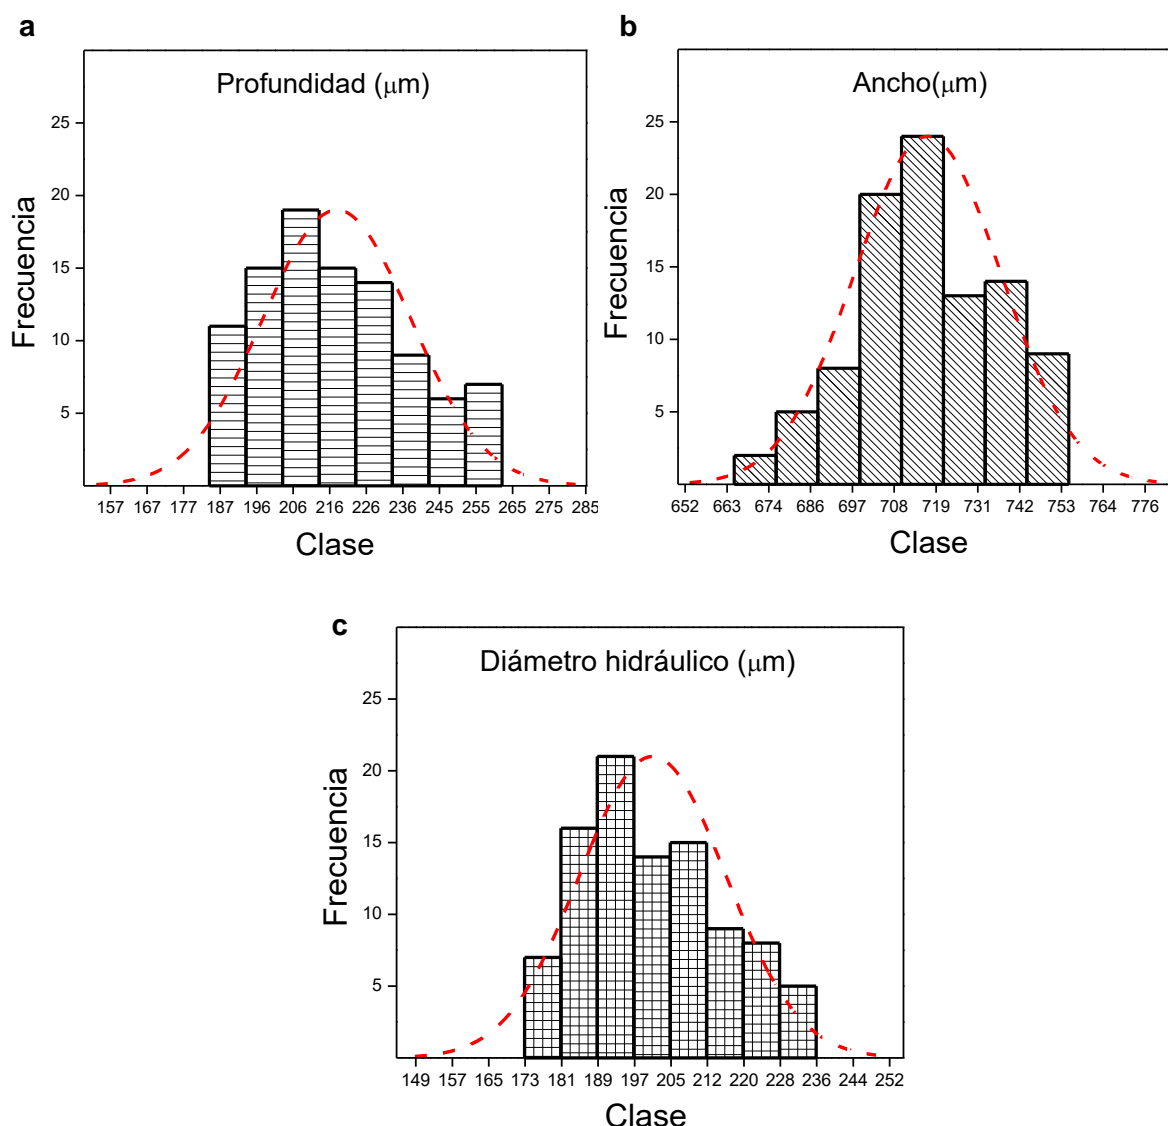 a
Profundidad (μm)
25
20
15
10
5
Frecuencia
157 167 177 187 196 206 216 226 236 245 255 265 275 285
Clase
b
Ancho(μm)
25
20
15
10
5
Frecuencia
652 663 674 686 697 708 719 731 742 753 764 776
Clase
c
Diámetro hidráulico (μm)
25
20
15
10
5
Frecuencia
149 157 165 173 181 189 197 205 212 220 228 236 244 252
Clase